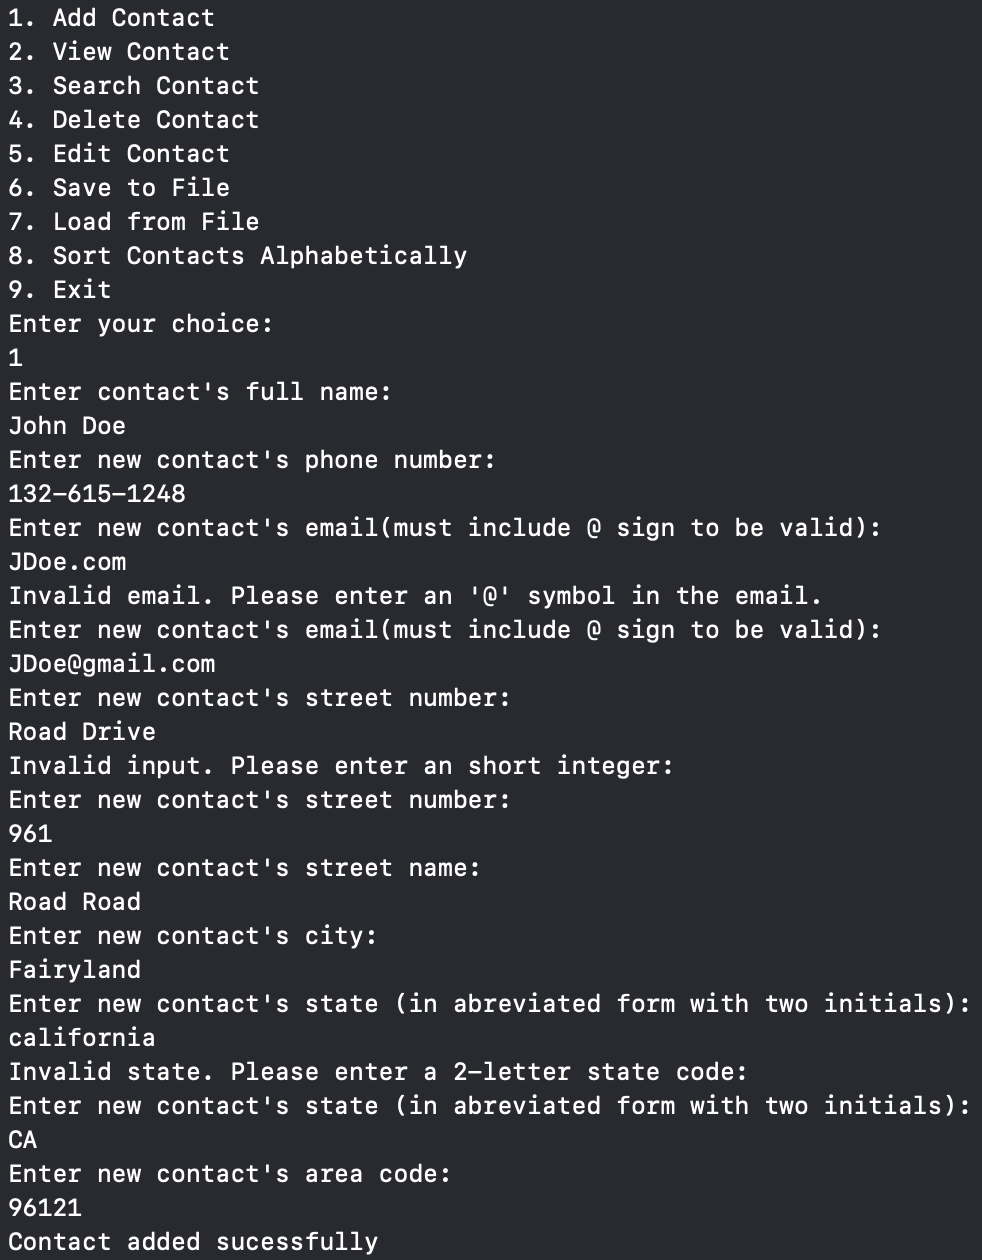 1. Add Contact
2. View Contact
3. Search Contact
4. Delete Contact
5. Edit Contact
6. Save to File
7. Load from File
8. Sort Contacts Alphabetically
9. Exit
Enter your choice:
1
Enter contact's full name:
John Doe
Enter new contact's phone number:
132-615-1248
Enter new contact's email(must include @ sign to be valid):
JDoe.com
Invalid email. Please enter an '@' symbol in the email.
Enter new contact's email(must include @ sign to be valid):
JDoe@gmail.com
Enter new contact's street number:
Road Drive
Invalid input. Please enter an short integer:
Enter new contact's street number:
961
Enter new contact's street name:
Road Road
Enter new contact's city:
Fairyland
Enter new contact's state (in abreviated form with two initials):
california
Invalid state. Please enter a 2-letter state code:
Enter new contact's state (in abreviated form with two initials):
CA
Enter new contact's area code:
96121
Contact added sucessfully